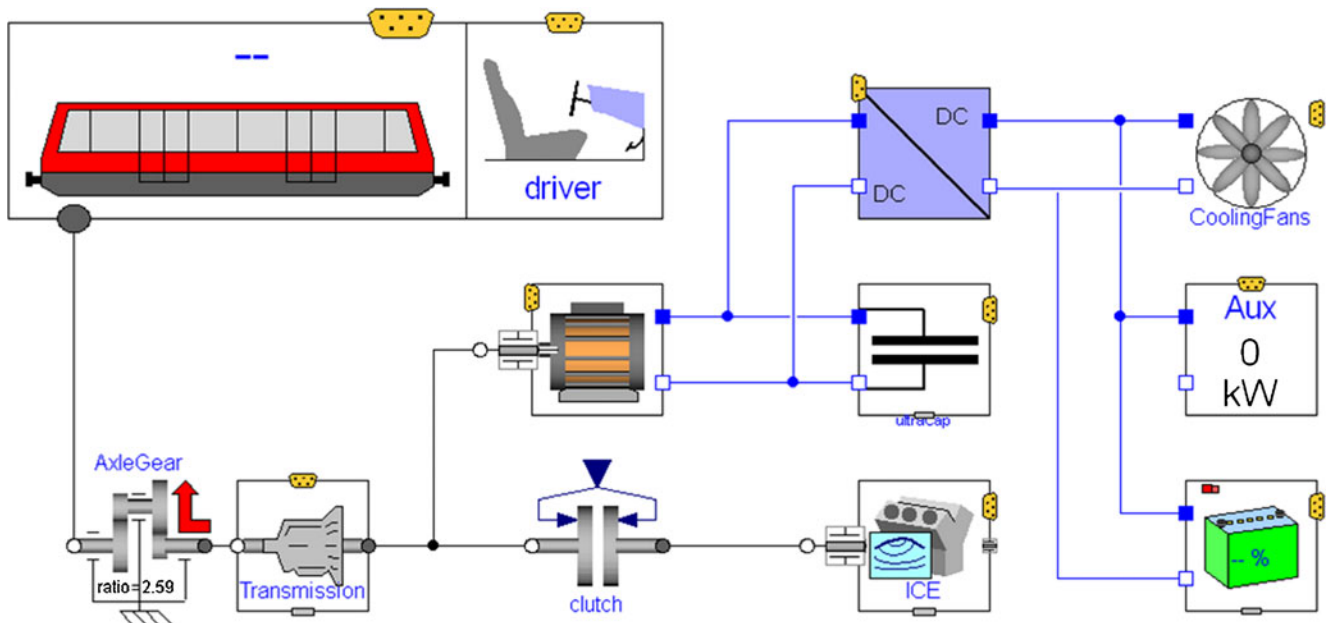 --
driver
DC
DC
CoolingFans
Aux
0
kW
ultraCap
AxleGear
ratio=2.59
Transmission
clutch
ICE
-- %